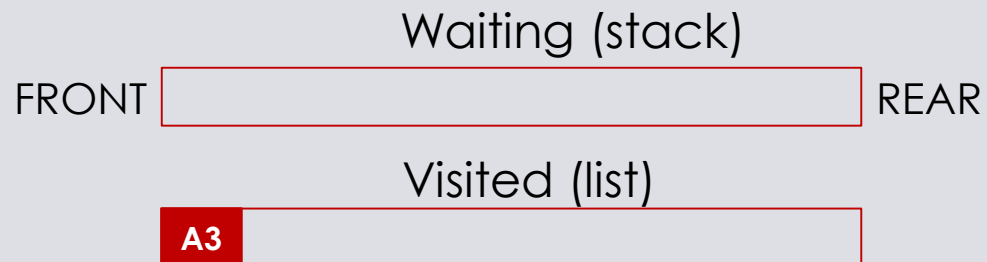 Waiting (stack)
FRONT REAR
Visited (list)
A3